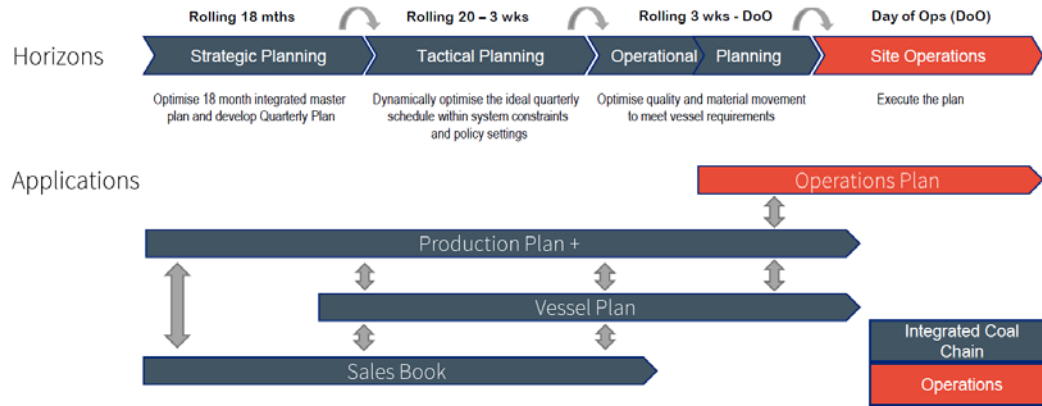 Rolling 18 mths
Rolling 20 – 3 wks
Rolling 3 wks - DoO
Day of Ops (DoO)
Horizons
Strategic Planning
Tactical Planning
Operational
Planning
Site Operations
Optimise 18 month integrated master
plan and develop Quarterly Plan
Dynamically optimise the ideal quarterly
schedule within system constraints
and policy settings
Optimise quality and material movement
to meet vessel requirements
Execute the plan
Applications
Operations Plan
Production Plan +
Vessel Plan
Sales Book
Integrated Coal
Chain
Operations